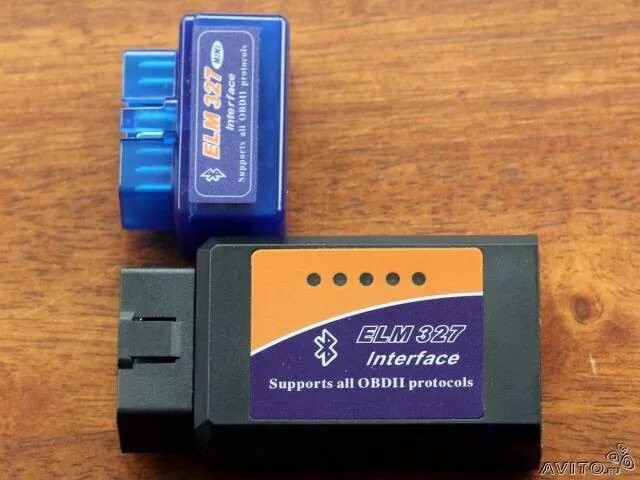 ELM 327 MINI
Interface
Supports all OBDII protocols
ELM 327
Interface
Supports all OBDII protocols
AVITO.ru